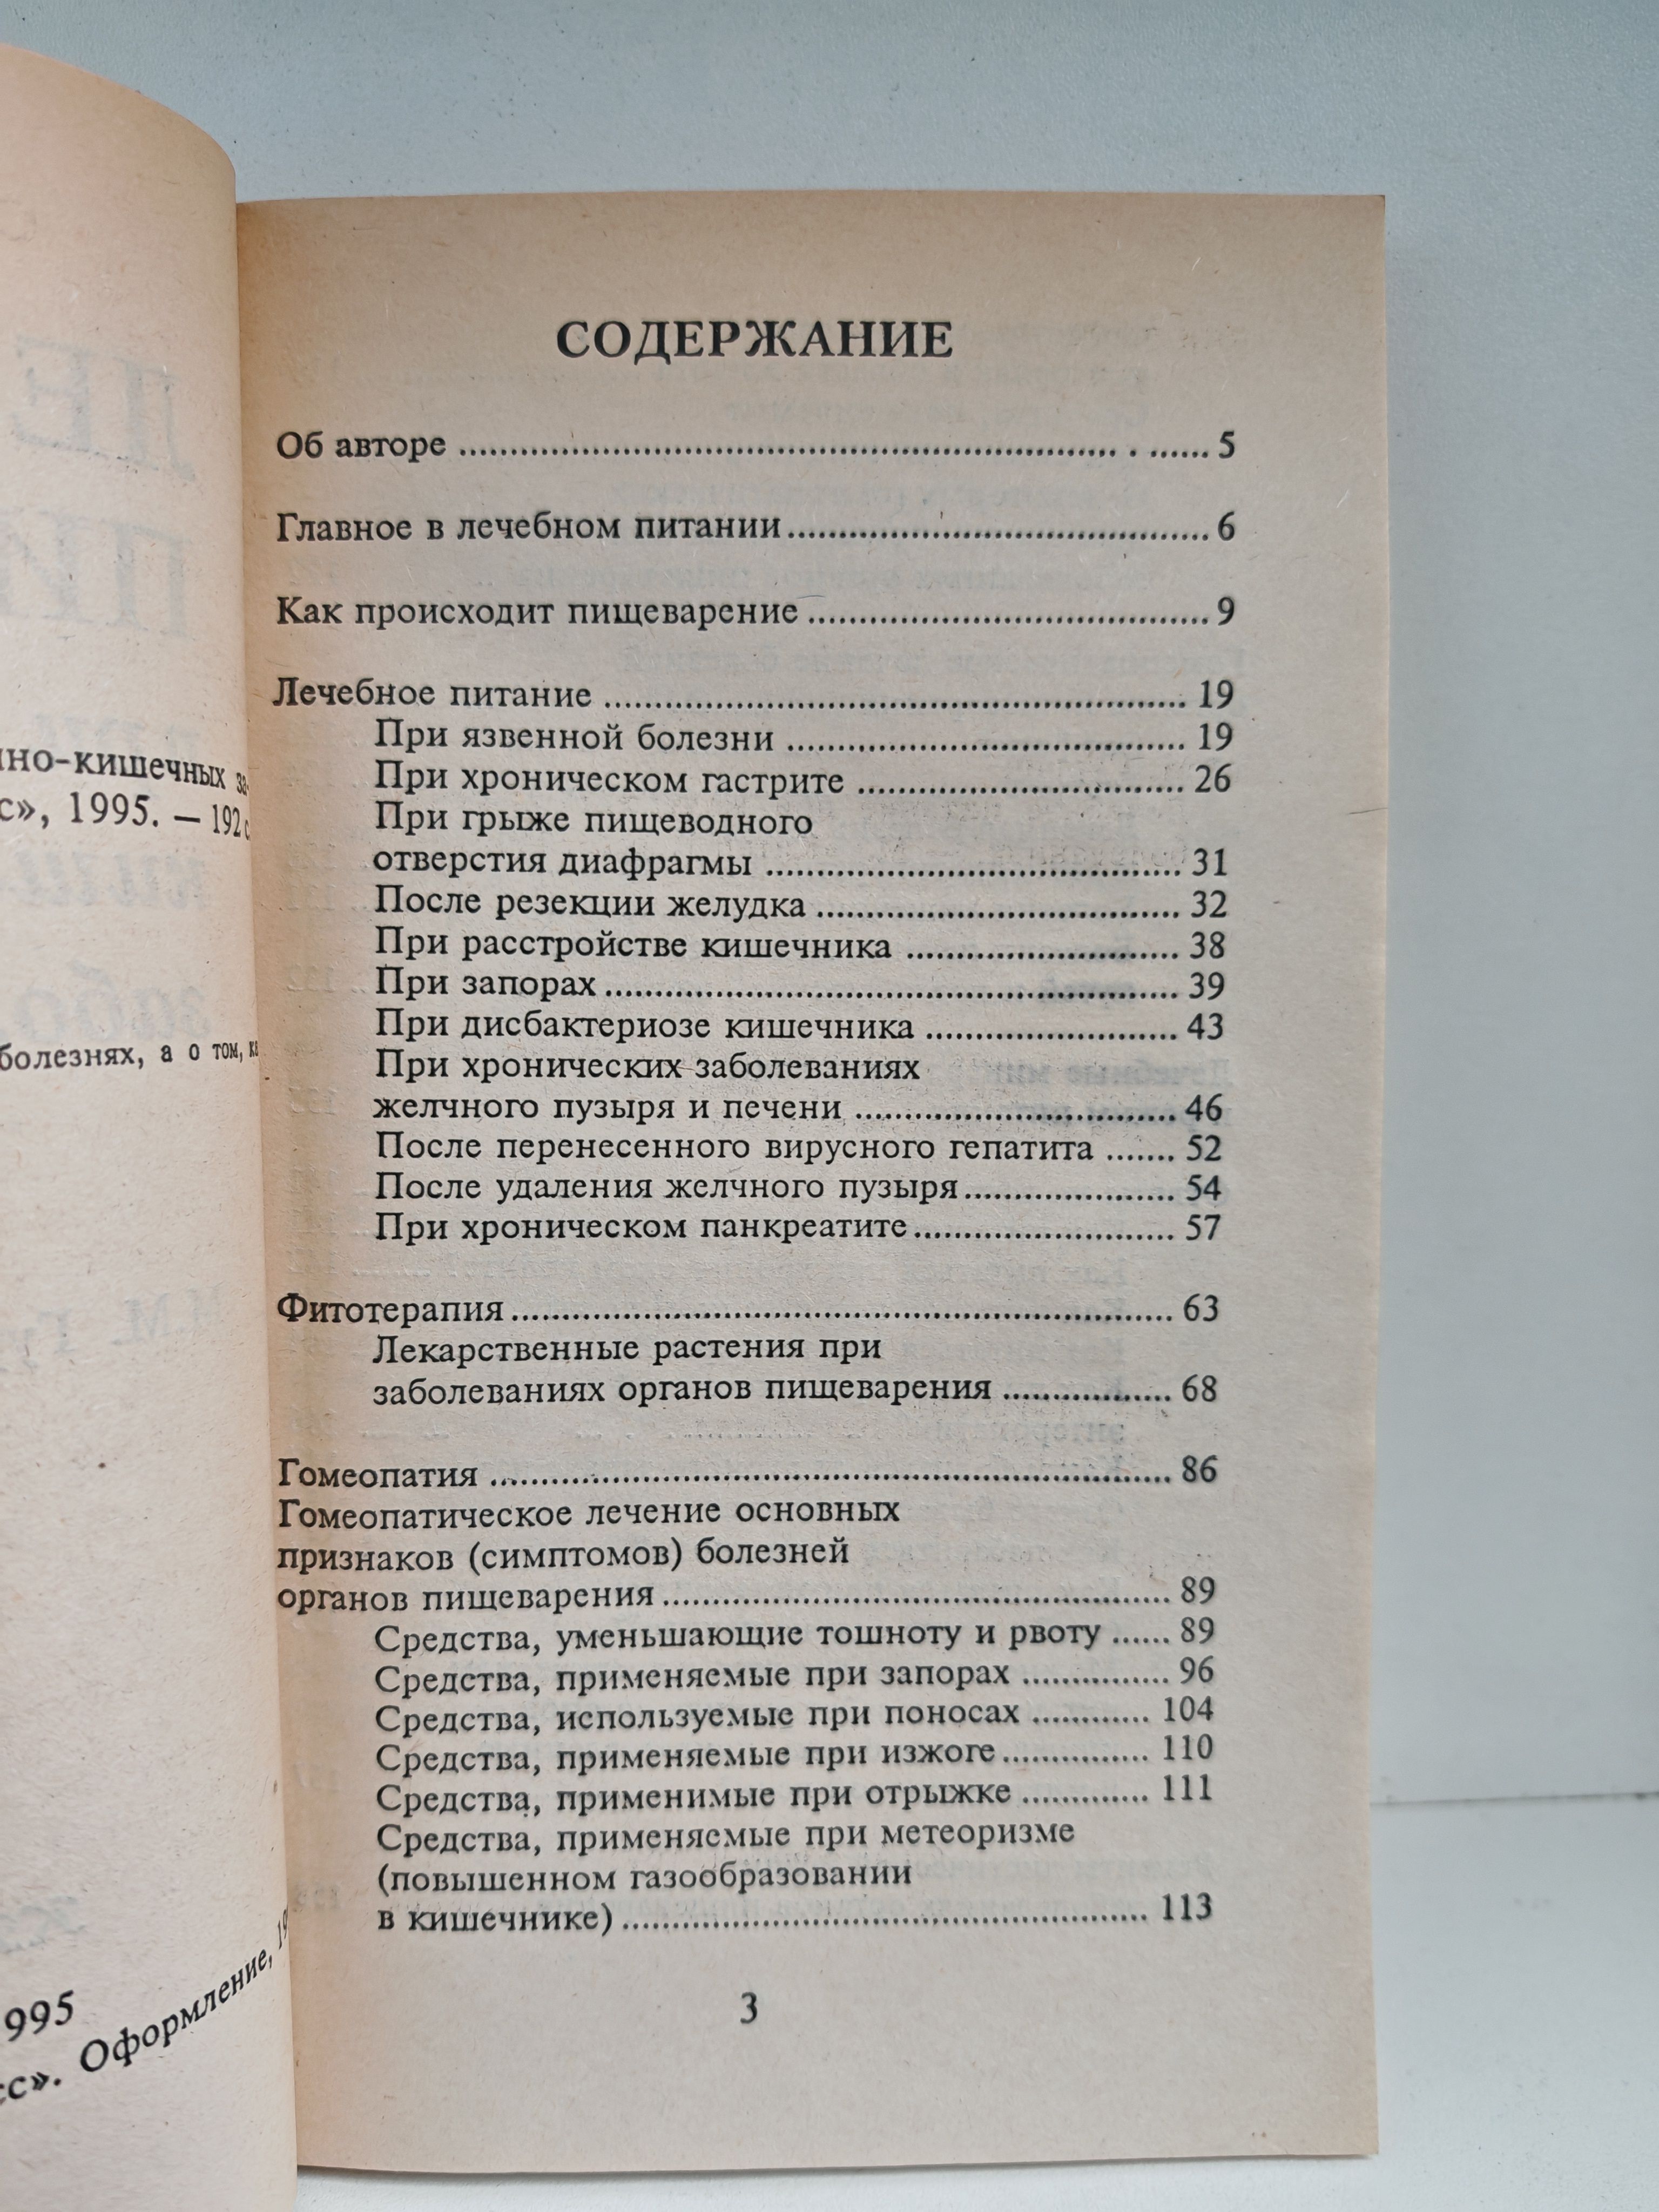 но-кишечных за-
с», 1995. — 192 с
болезнях, а о том,
995
Оформление, 19
сс».
СОДЕРЖАНИЕ
Об авторе .......... 5
Главное в лечебном питании .......... 6
Как происходит пищеварение .......... 9
Лечебное питание .......... 19
При язвенной болезни .......... 19
При хроническом гастрите .......... 26
При грыже пищеводного
отверстия диафрагмы .......... 31
После резекции желудка .......... 32
При расстройстве кишечника .......... 38
При запорах .......... 39
При дисбактериозе кишечника .......... 43
При хронических заболеваниях
желчного пузыря и печени .......... 46
После перенесенного вирусного гепатита ....... 52
После удаления желчного пузыря .......... 54
При хроническом панкреатите .......... 57
Фитотерапия .......... 63
Лекарственные растения при
заболеваниях органов пищеварения .......... 68
Гомеопатия .......... 86
Гомеопатическое лечение основных
признаков (симптомов) болезней
органов пищеварения .......... 89
Средства, уменьшающие тошноту и рвоту ...... 89
Средства, применяемые при запорах .......... 96
Средства, используемые при поносах .......... 104
Средства, применяемые при изжоге .......... 110
Средства, применимые при отрыжке .......... 111
Средства, применяемые при метеоризме
(повышенном газообразовании
в кишечнике) .......... 113
3